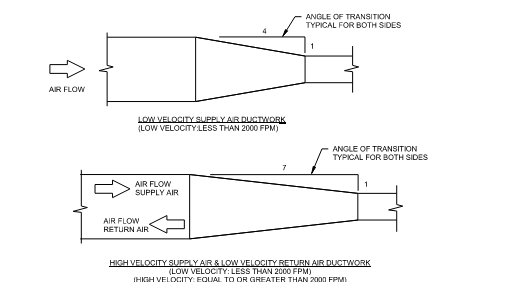 ANGLE OF TRANSITION
TYPICAL FOR BOTH SIDES
4
1
AIR FLOW
LOW VELOCITY SUPPLY AIR DUCTWORK
(LOW VELOCITY:LESS THAN 2000 FPM)
ANGLE OF TRANSITION
TYPICAL FOR BOTH SIDES
7
1
AIR FLOW
SUPPLY AIR
AIR FLOW
RETURN AIR
HIGH VELOCITY SUPPLY AIR & LOW VELOCITY RETURN AIR DUCTWORK
(LOW VELOCITY: LESS THAN 2000 FPM)
(HIGH VELOCITY: EQUAL TO OR GREATER THAN 2000 FPM)